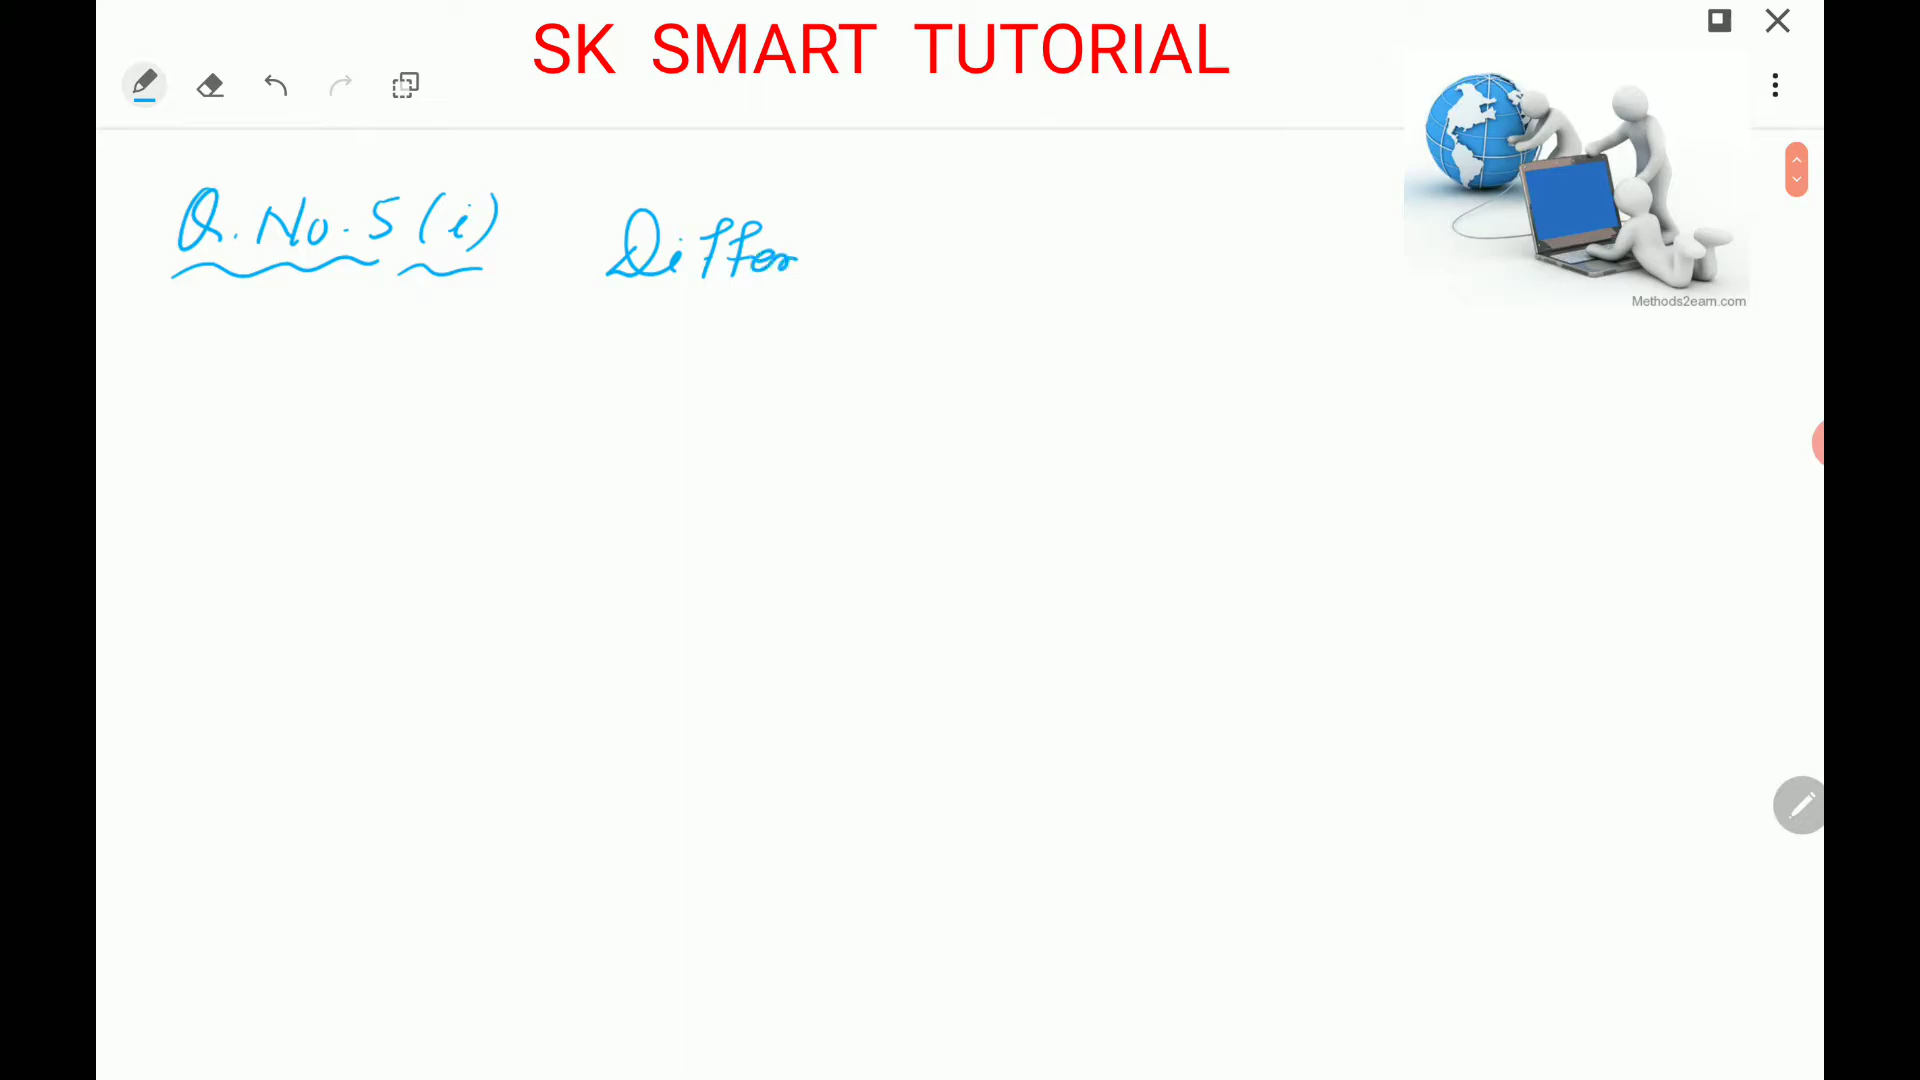 SK SMART TUTORIAL
Q. No. 5 (i) Differ
Methods2earn.com